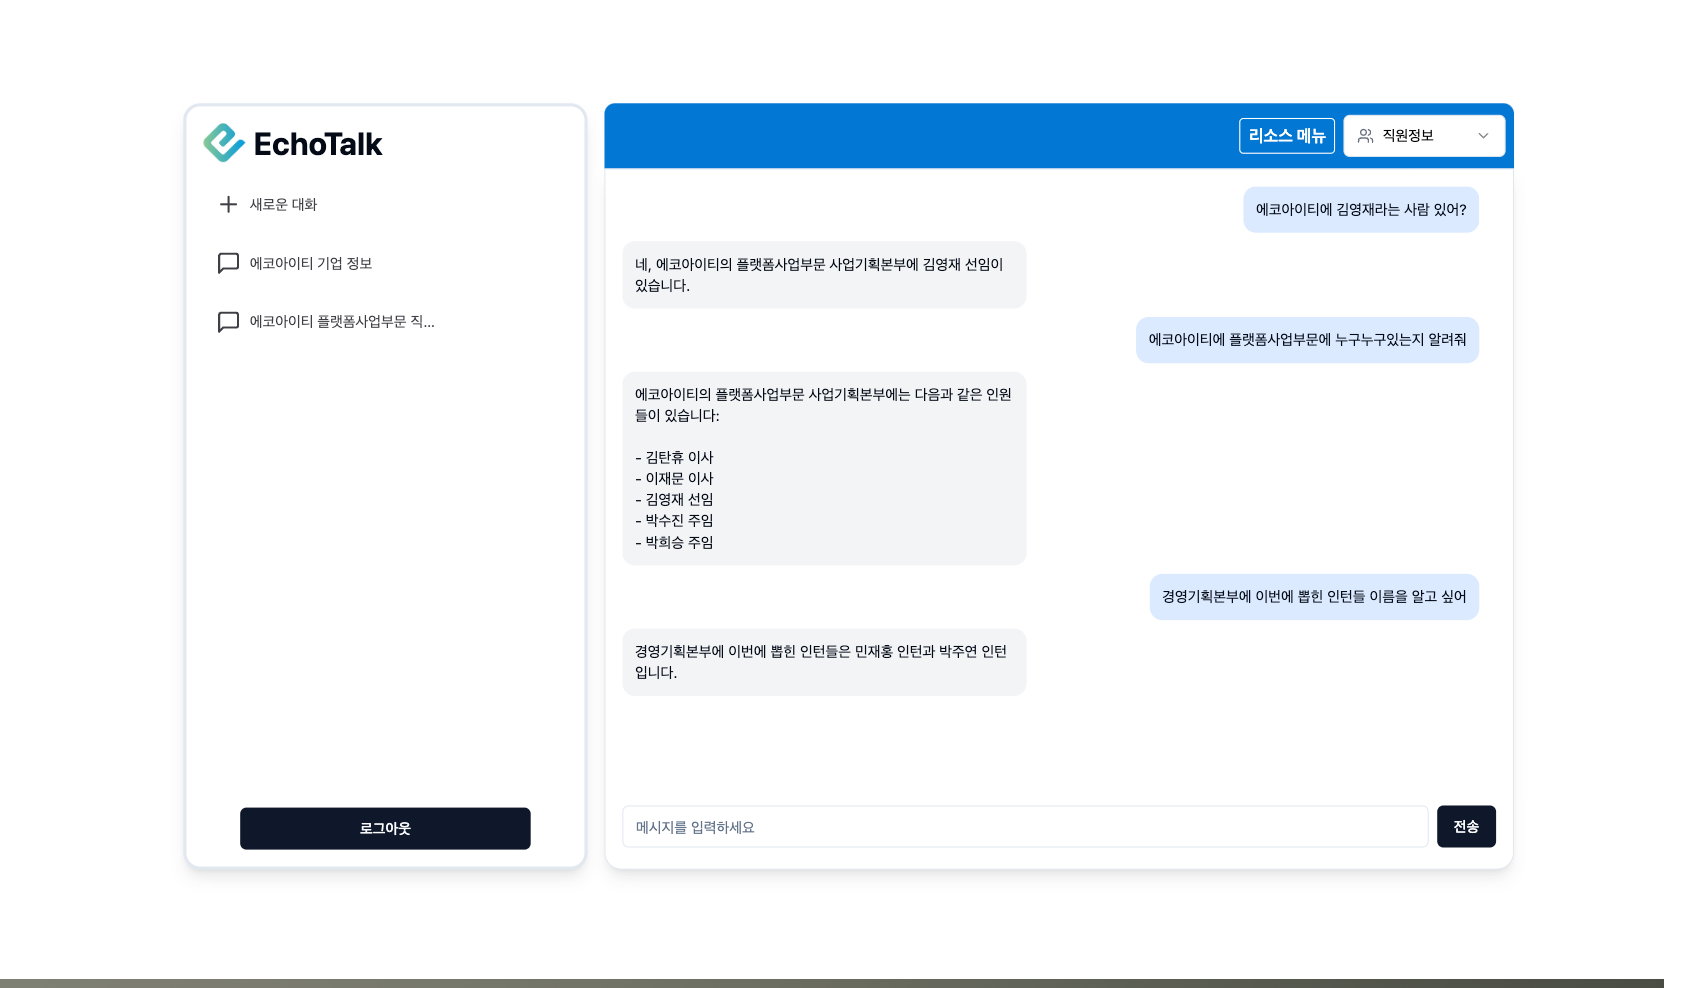 EchoTalk
새로운 대화
에코아이티 기업 정보
에코아이티 플랫폼사업부문 직...
로그아웃
리소스 메뉴
직원정보
에코아이티에 김영재라는 사람 있어?
네, 에코아이티의 플랫폼사업부문 사업기획본부에 김영재 선임이
있습니다.
에코아이티에 플랫폼사업부문에 누구누구있는지 알려줘
에코아이티의 플랫폼사업부문 사업기획본부에는 다음과 같은 인원
들이 있습니다:
- 김탄휴 이사
- 이재문 이사
- 김영재 선임
- 박수진 주임
- 박희승 주임
경영기획본부에 이번에 뽑힌 인턴들 이름을 알고 싶어
경영기획본부에 이번에 뽑힌 인턴들은 민재홍 인턴과 박주연 인턴
입니다.
메시지를 입력하세요
전송